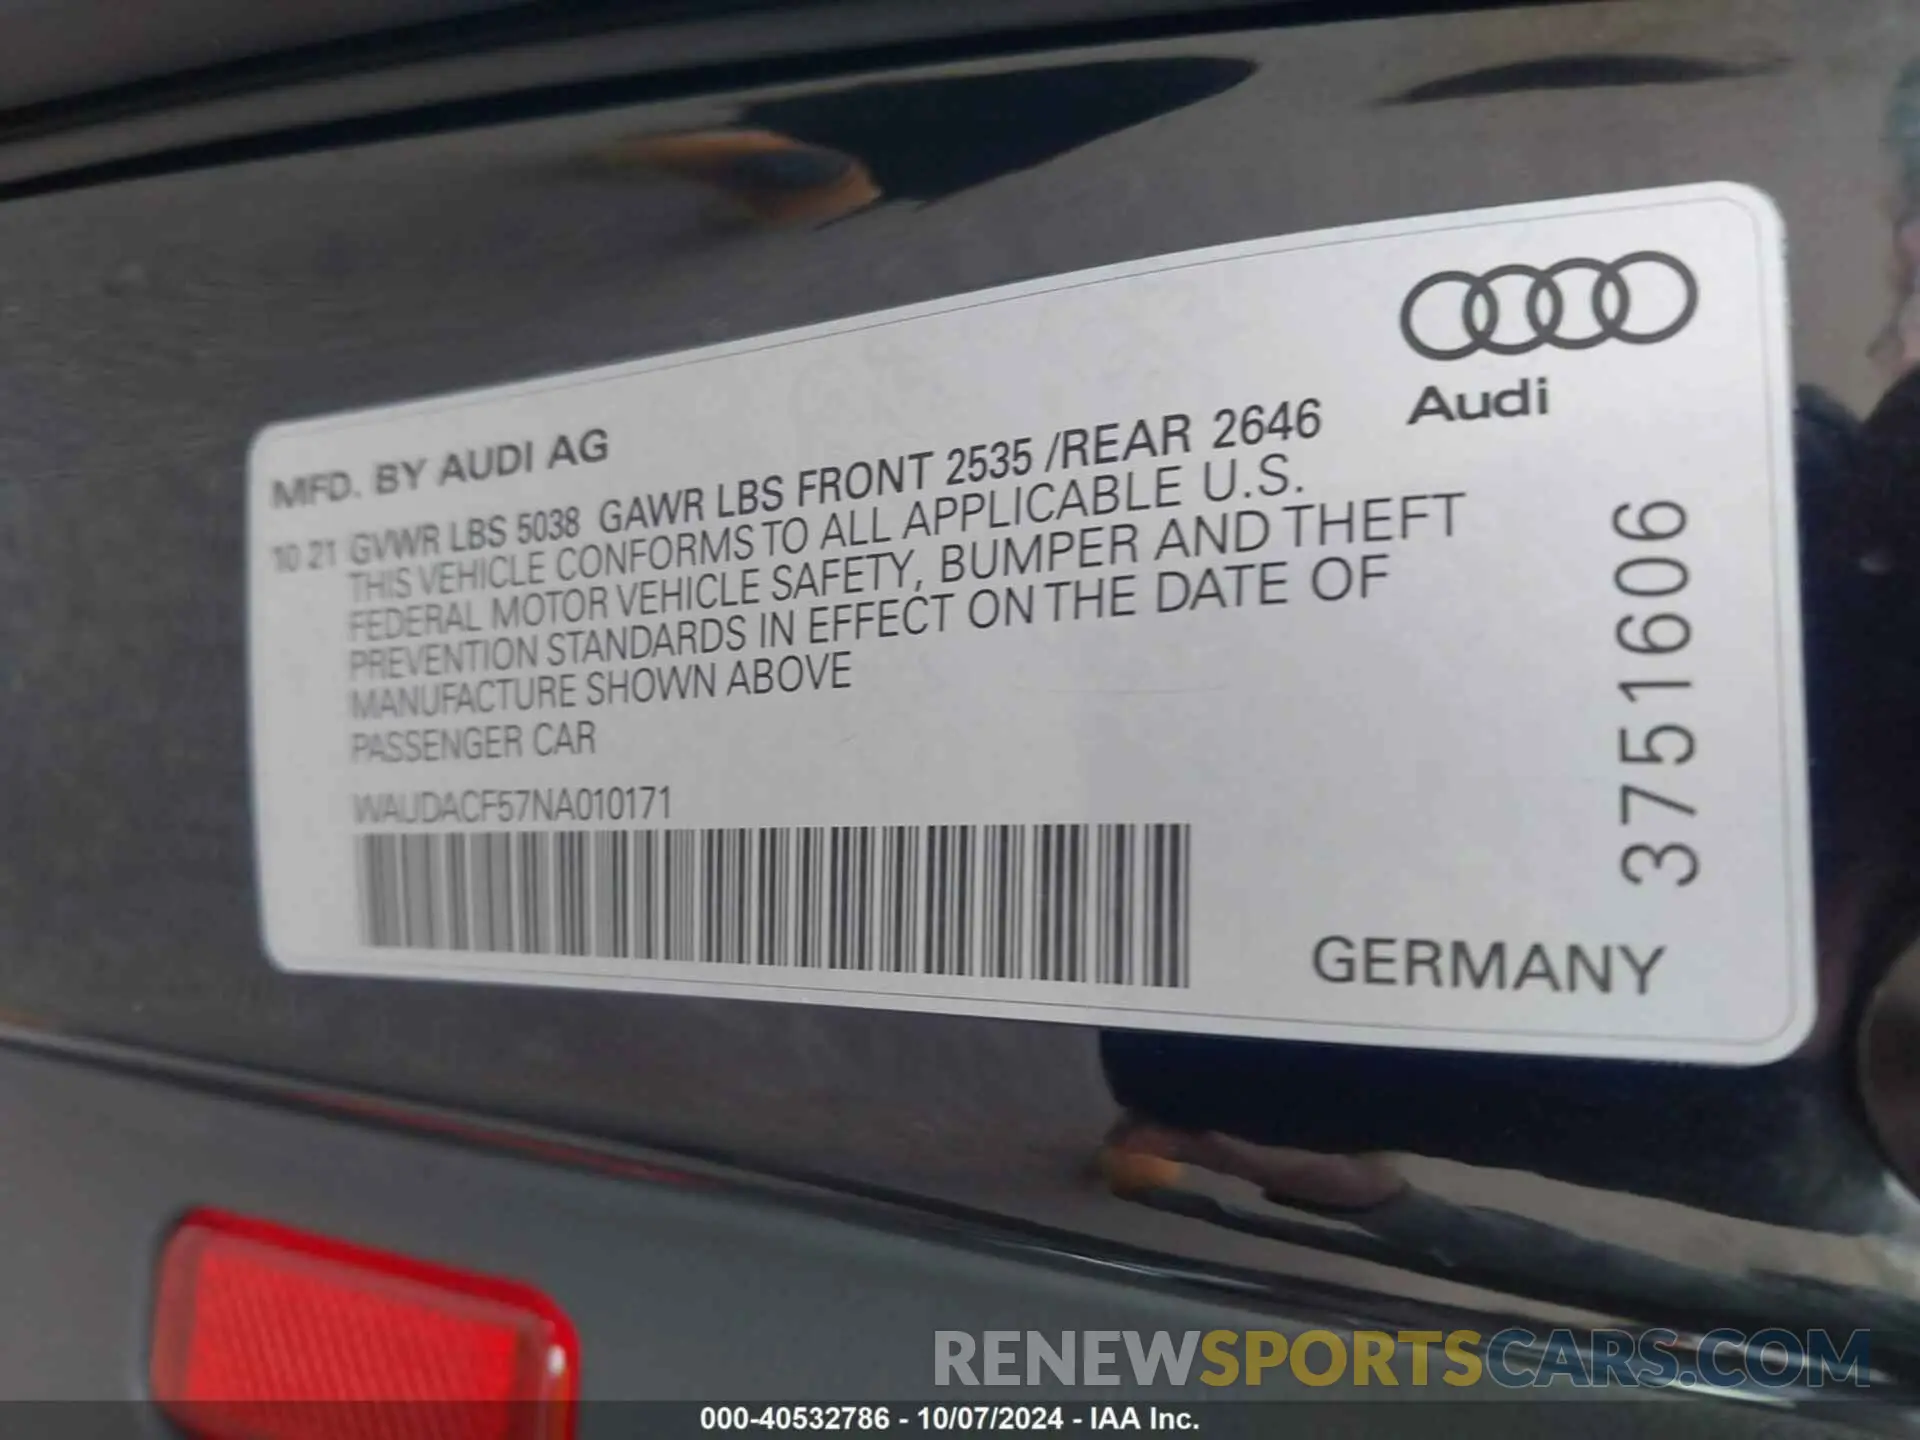 Audi
MFD. BY AUDI AG
10 21 GVWR LBS 5038 GAWR LBS FRONT 2535 /REAR 2646
THIS VEHICLE CONFORMS TO ALL APPLICABLE U.S.
FEDERAL MOTOR VEHICLE SAFETY, BUMPER AND THEFT
PREVENTION STANDARDS IN EFFECT ON THE DATE OF
MANUFACTURE SHOWN ABOVE
PASSENGER CAR
WAUDACF57NA010171
3751606
GERMANY
RENEWSPORTSCARS.COM
000-40532786 - 10/07/2024 - IAA Inc.